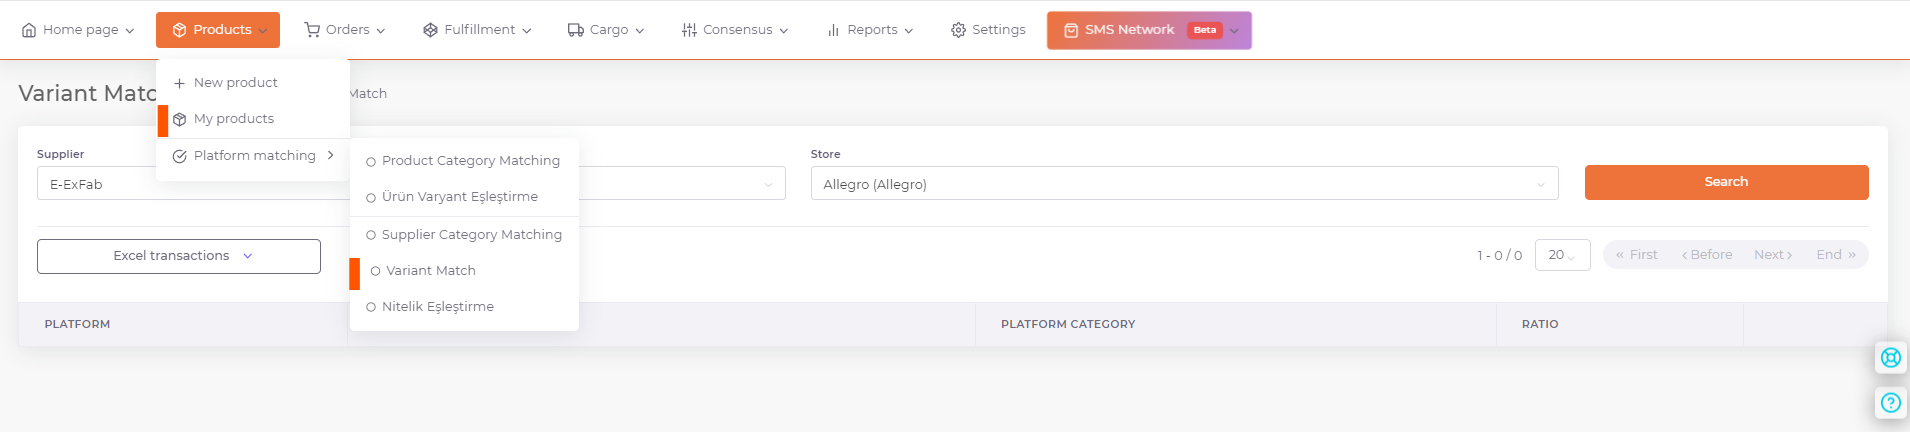 Home page
Products
Orders
Fulfillment
Cargo
Consensus
Reports
Settings
SMS Network Beta
New product
My products
Platform matching
Variant Matc
Match
Supplier
E-ExFab
Product Category Matching
Ürün Varyant Eşleştirme
Supplier Category Matching
Variant Match
Nitelik Eşleştirme
Store
Allegro (Allegro)
Search
Excel transactions
1 - 0 / 0
20
« First
‹ Before
Next ›
End »
PLATFORM
PLATFORM CATEGORY
RATIO